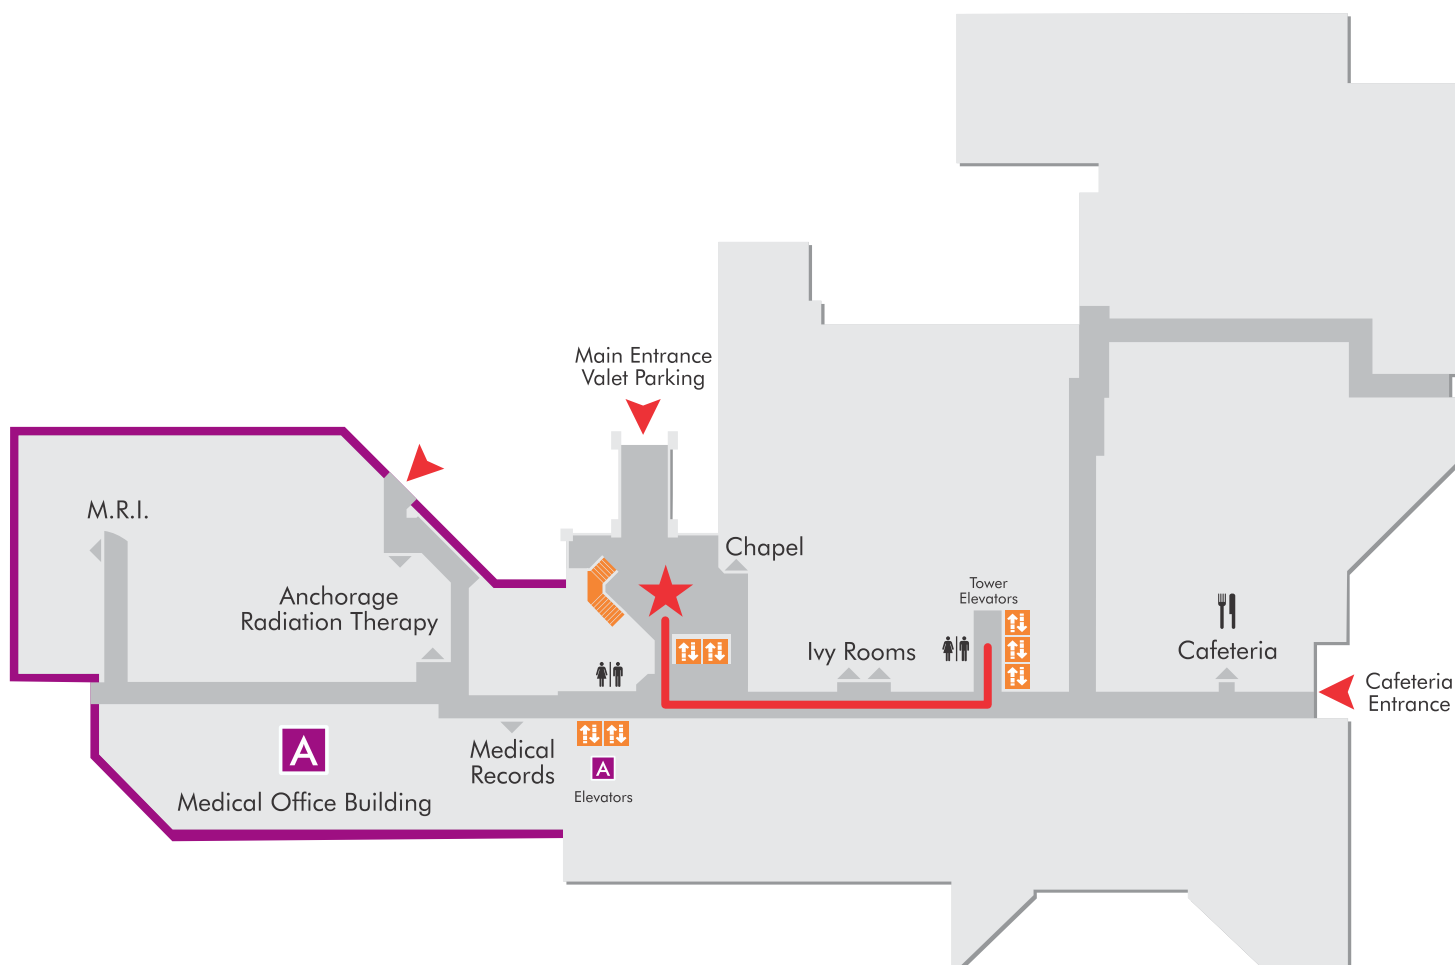 Main Entrance
Valet Parking
M.R.I.
Chapel
Anchorage
Radiation Therapy
Tower
Elevators
Ivy Rooms
Cafeteria
Cafeteria
Entrance
Medical
Records
A
Medical Office Building
A
Elevators